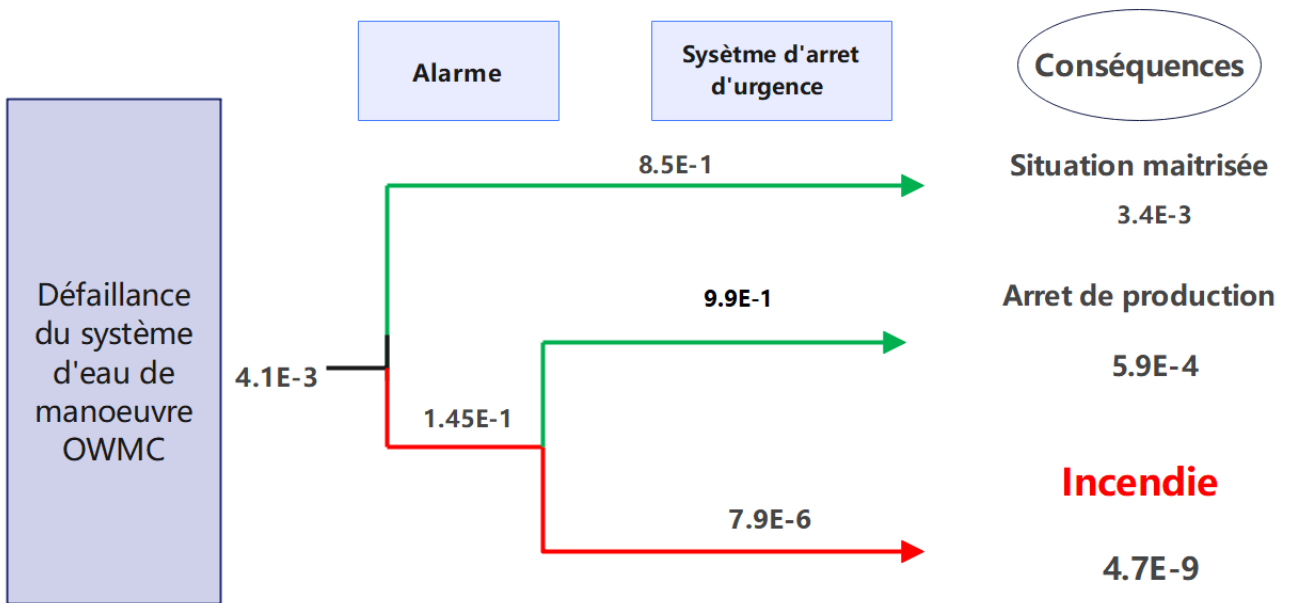 Alarme
Sysètme d'arret
d'urgence
Conséquences
8.5E-1
Situation maitrisée
3.4E-3
Défaillance
du système
d'eau de
manoeuvre
OWMC
4.1E-3
9.9E-1
Arret de production
5.9E-4
1.45E-1
7.9E-6
Incendie
4.7E-9